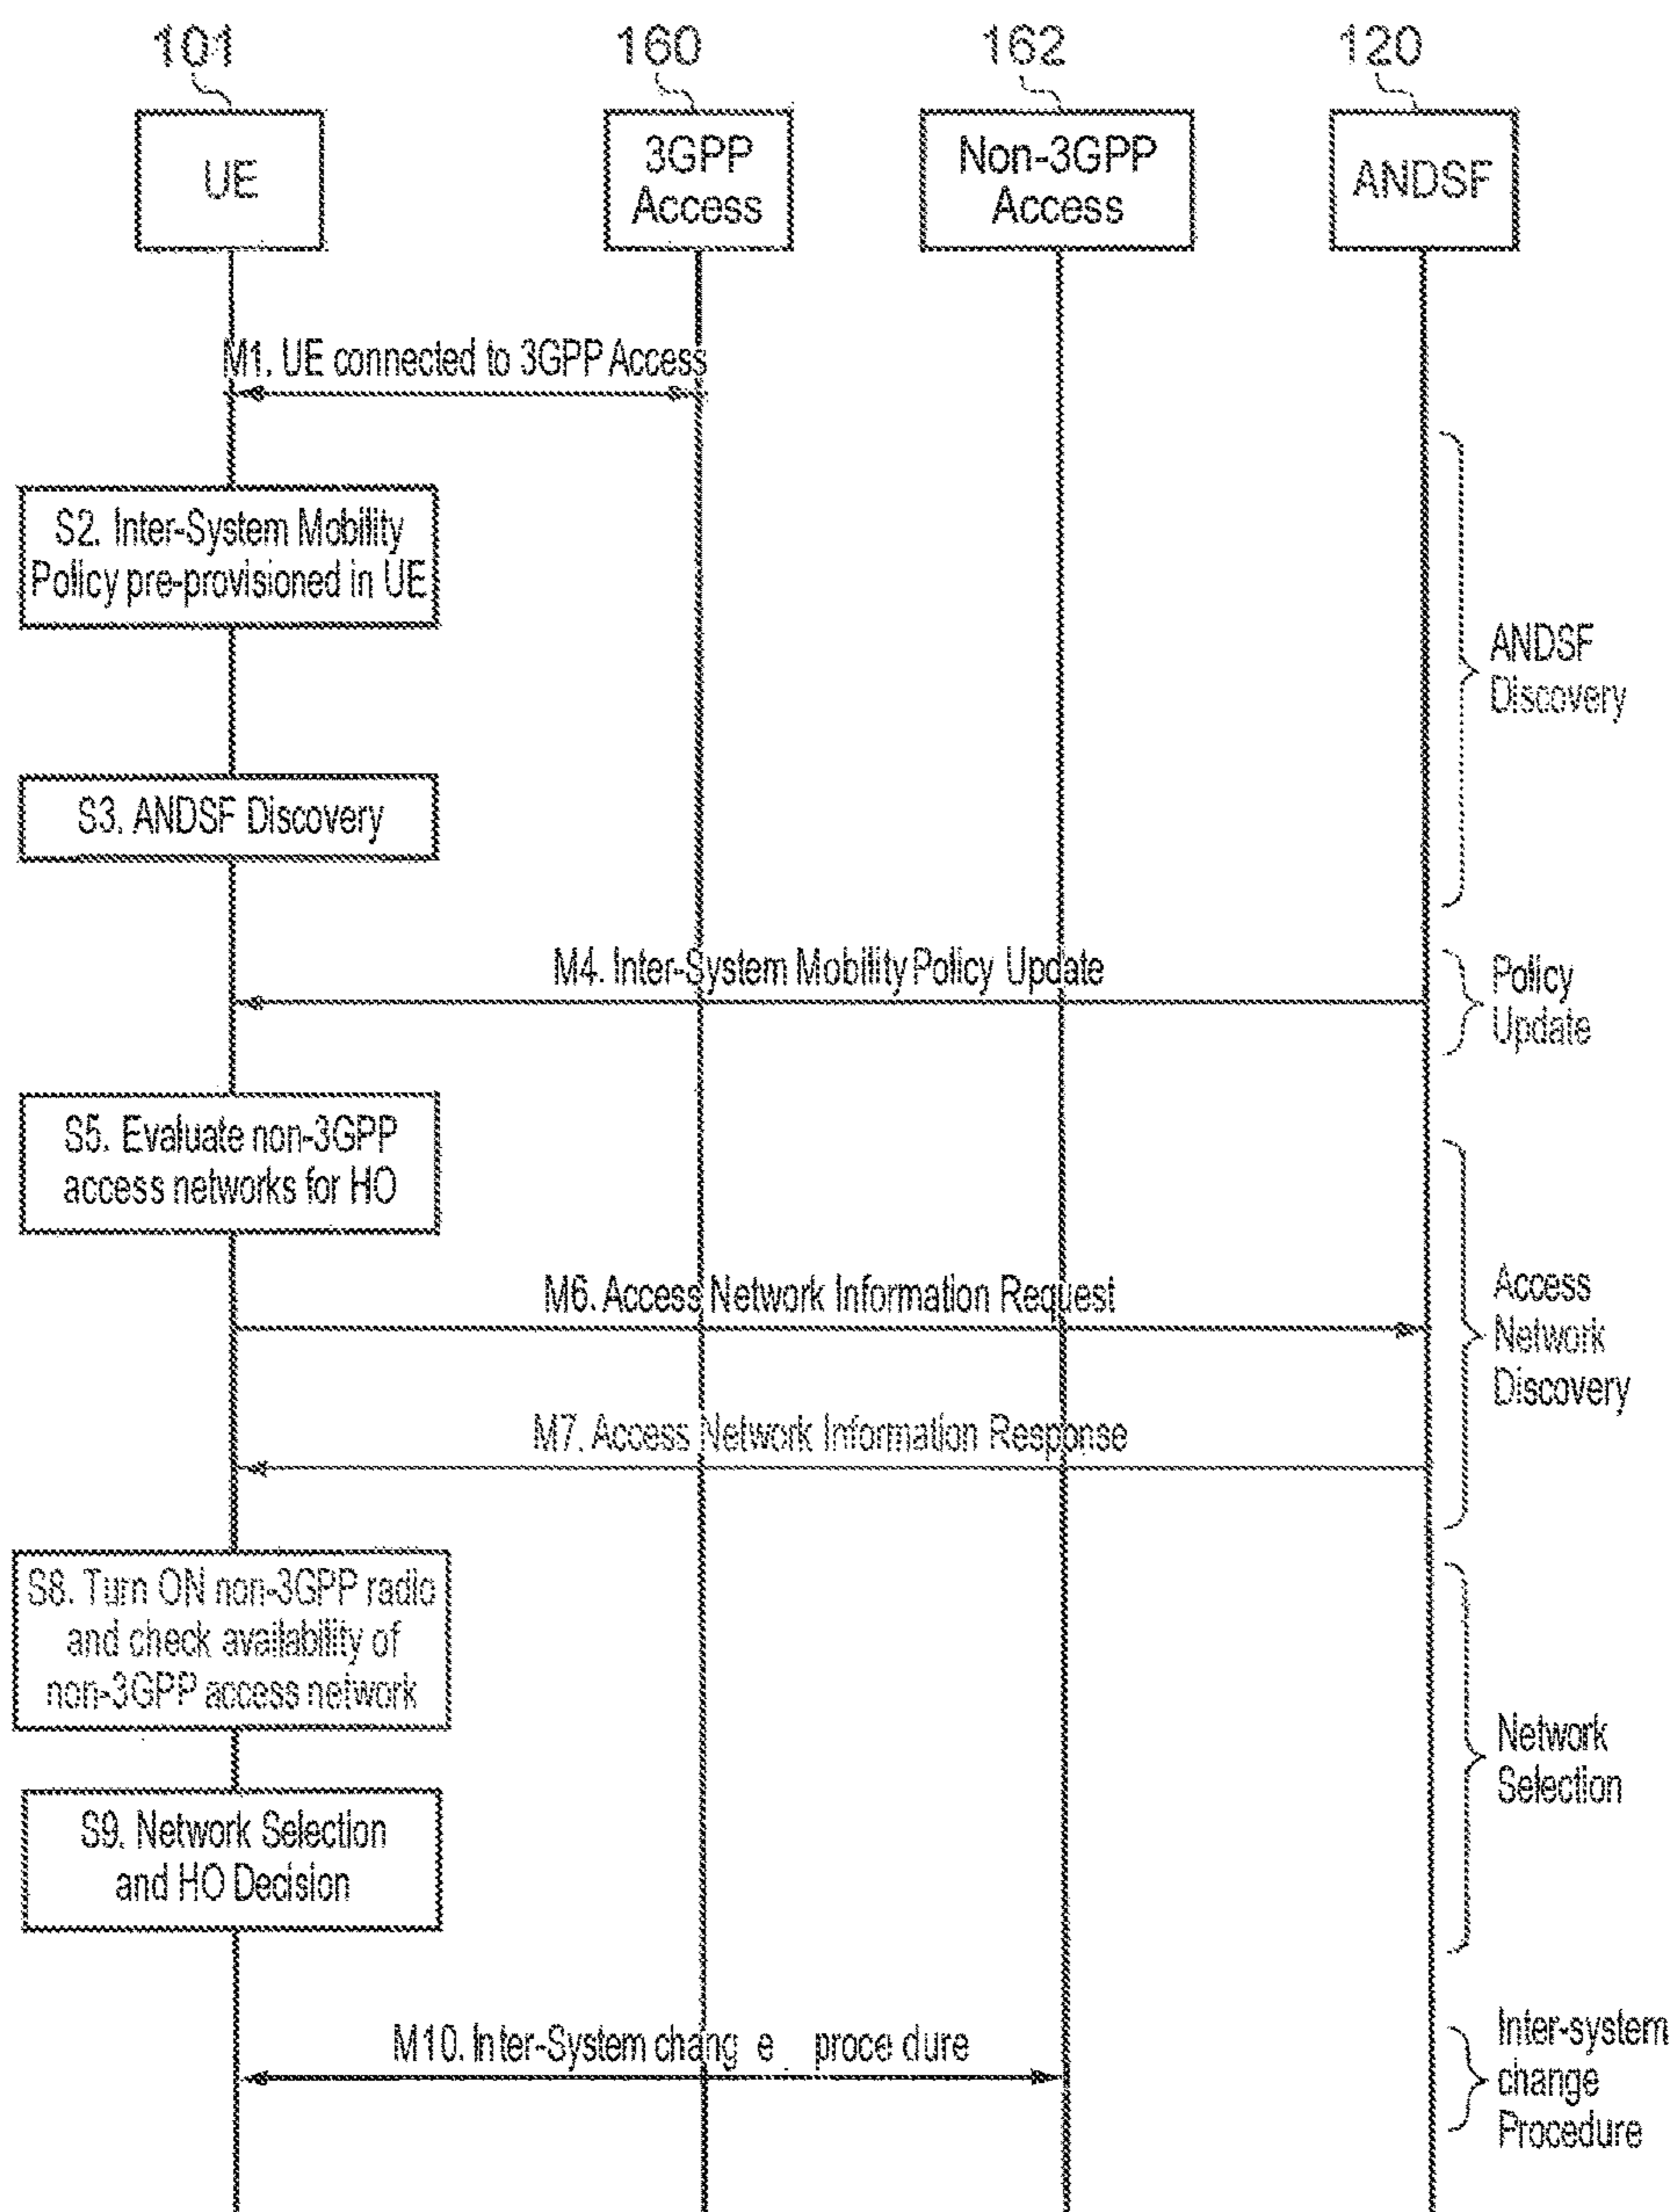 101
160
162
120
UE
3GPP
Access
Non-3GPP
Access
ANDSF
M1. UE connected to 3GPP Access
S2. Inter-System Mobility
Policy pre-provisioned in UE
ANDSF
Discovery
S3. ANDSF Discovery
M4. Inter-System Mobility Policy Update
Policy
Update
S5. Evaluate non-3GPP
access networks for HO
M6. Access Network Information Request
Access
Network
Discovery
M7. Access Network Information Response
S8. Turn ON non-3GPP radio
and check availability of
non-3GPP access network
Network
Selection
S9. Network Selection
and HO Decision
M10. Inter-System chang e _ proce dure
Inter-system
change
Procedure